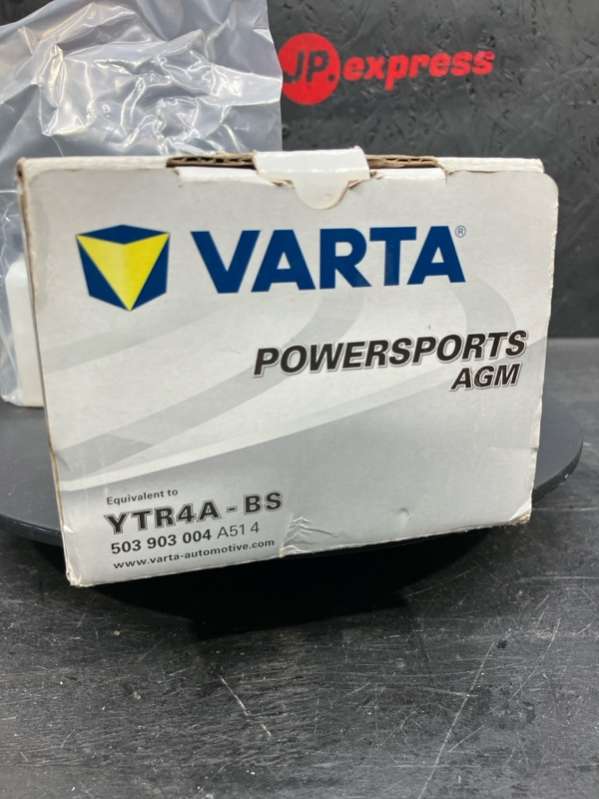 JP.express
VARTA®
POWERSPORTS
AGM
Equivalent to
YTR4A - BS
503 903 004 A51 4
www.varta-automotive.com